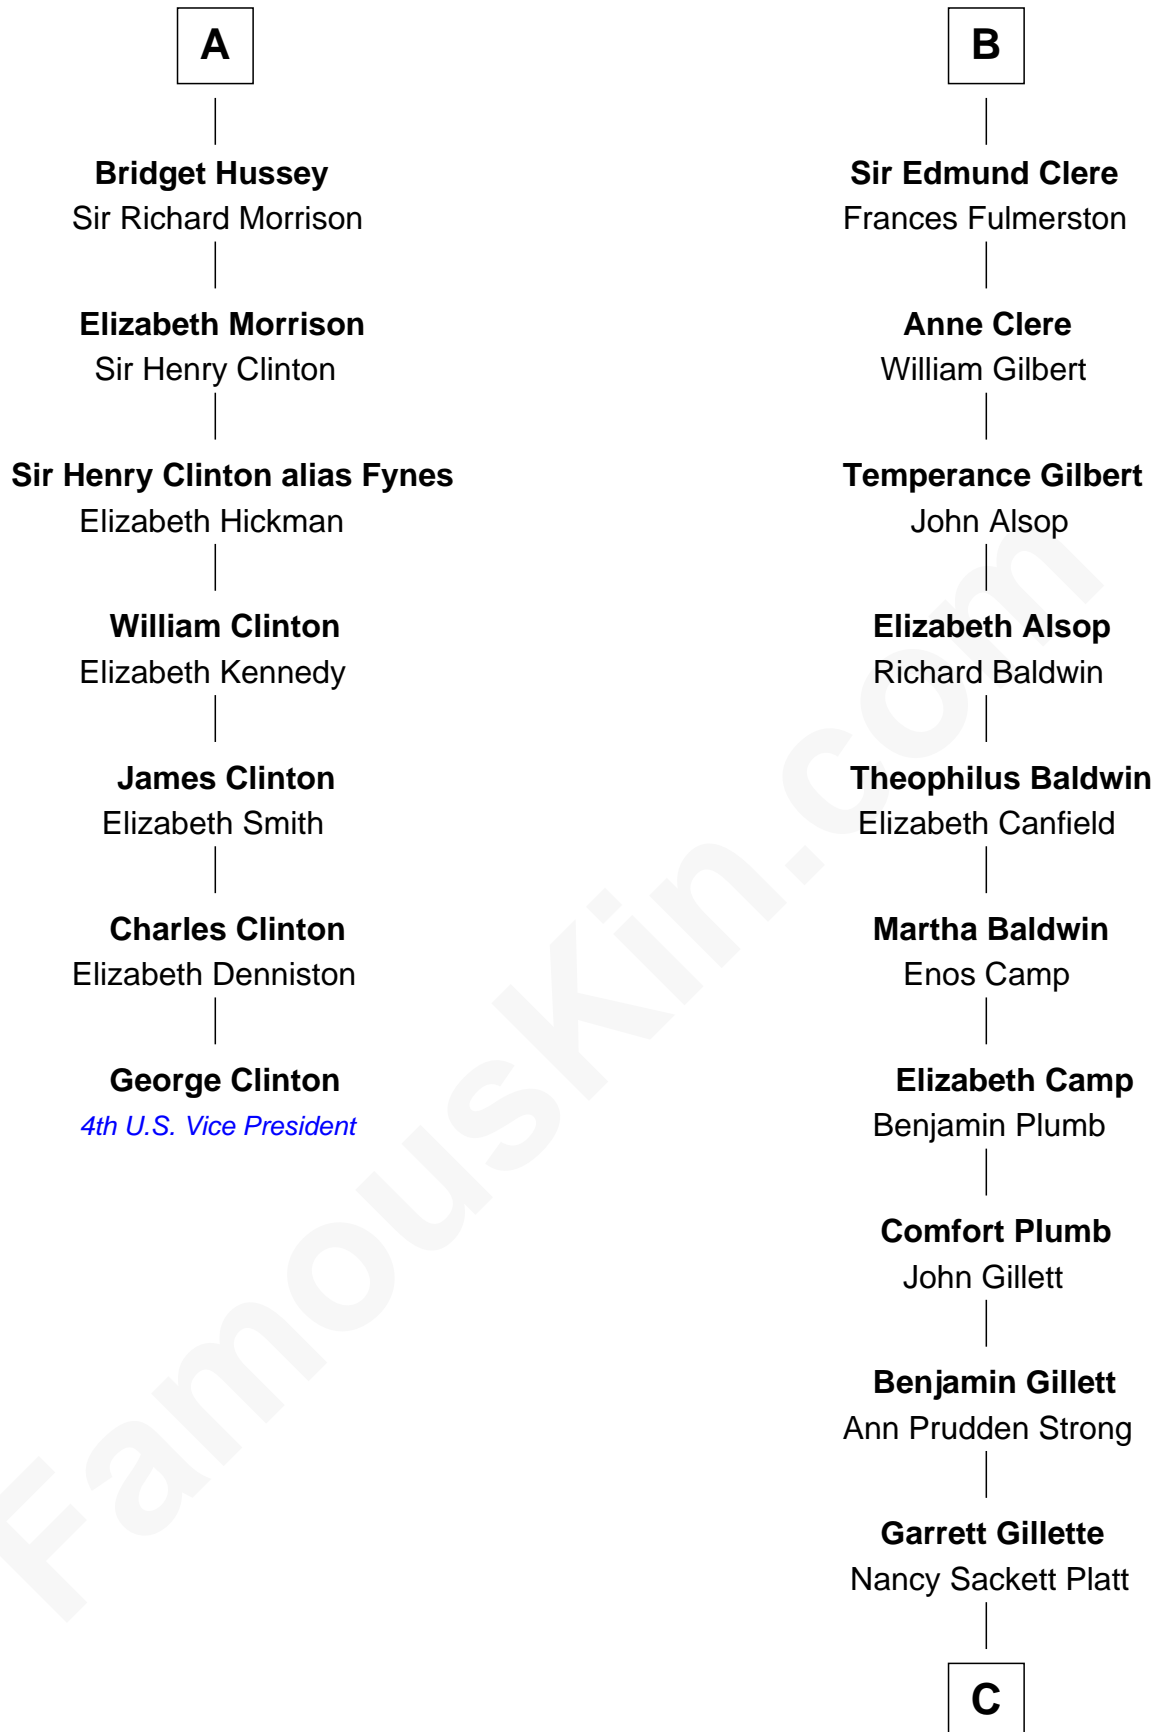 A
Bridget Hussey
Sir Richard Morrison
Elizabeth Morrison
Sir Henry Clinton
Sir Henry Clinton alias Fynes
Elizabeth Hickman
William Clinton
Elizabeth Kennedy
James Clinton
Elizabeth Smith
Charles Clinton
Elizabeth Denniston
George Clinton
4th U.S. Vice President
B
Sir Edmund Clere
Frances Fulmerston
Anne Clere
William Gilbert
Temperance Gilbert
John Alsop
Elizabeth Alsop
Richard Baldwin
Theophilus Baldwin
Elizabeth Canfield
Martha Baldwin
Enos Camp
Elizabeth Camp
Benjamin Plumb
Comfort Plumb
John Gillett
Benjamin Gillett
Ann Prudden Strong
Garrett Gillette
Nancy Sackett Platt
C
FamousKin.com